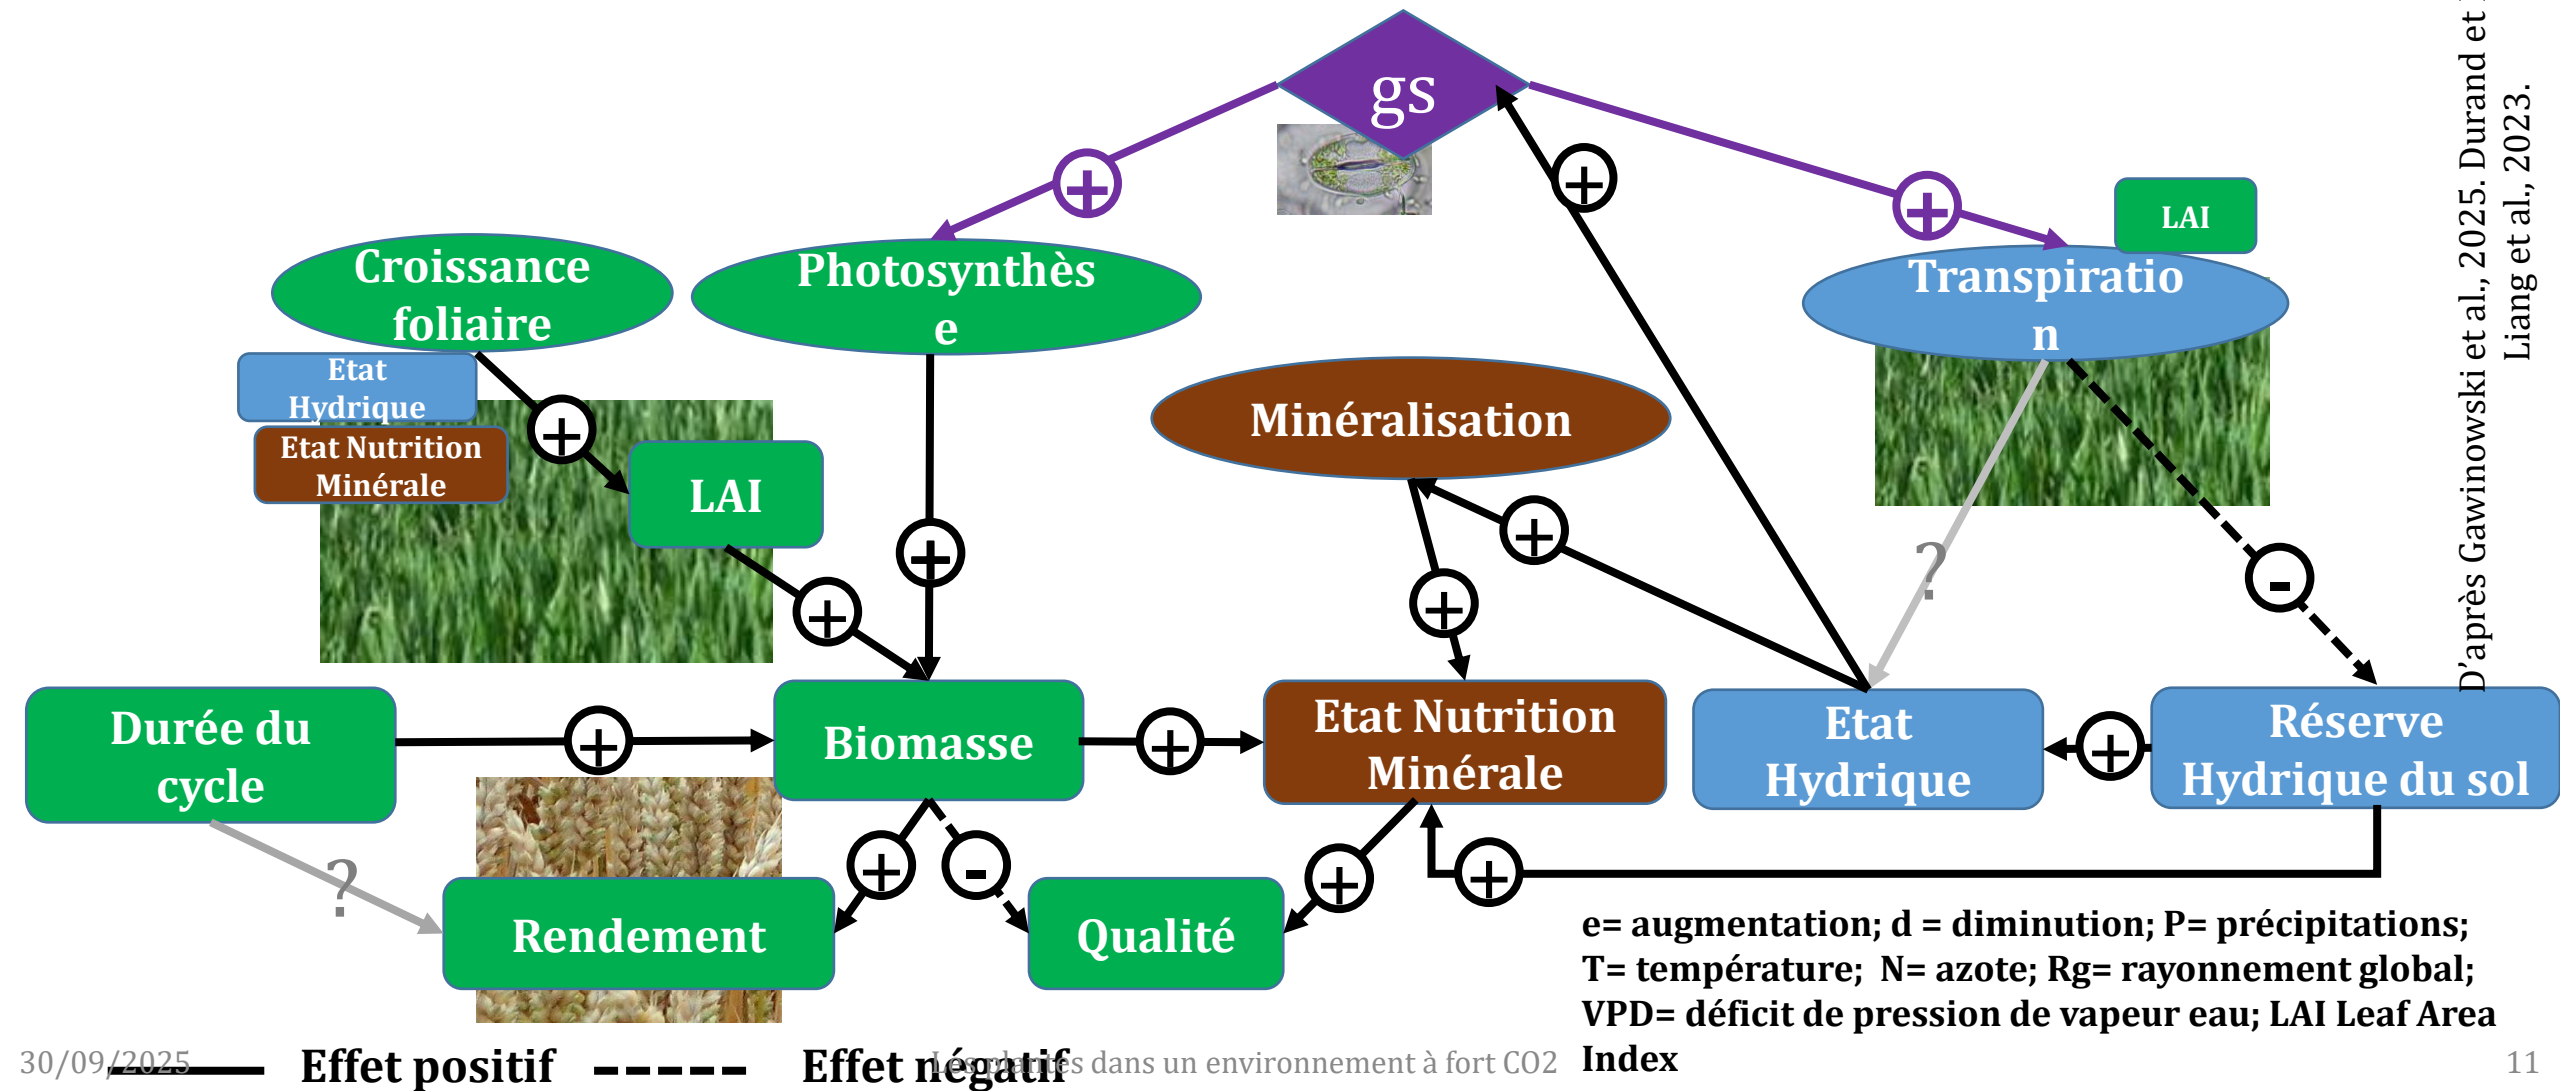 gs
+
+
+
LAI
Croissance
foliaire
Photosynthès
e
Transpiratio
n
Etat
Hydrique
Etat Nutrition
Minérale
+
LAI
Minéralisation
+
+
+
+
?
-
+
Durée du
cycle
+
Biomasse
+
Etat Nutrition
Minérale
Etat
Hydrique
+
Réserve
Hydrique du sol
?
+
-
+
+
Rendement
Qualité
D'après Gawinowski et al., 2025. Durand et
Liang et al., 2023.
e= augmentation; d = diminution; P= précipitations;
T= température; N= azote; Rg= rayonnement global;
VPD= déficit de pression de vapeur eau; LAI Leaf Area
Index
30/09/2025
Effet positif
Effet négatif
Les plantes dans un environnement à fort CO2
11